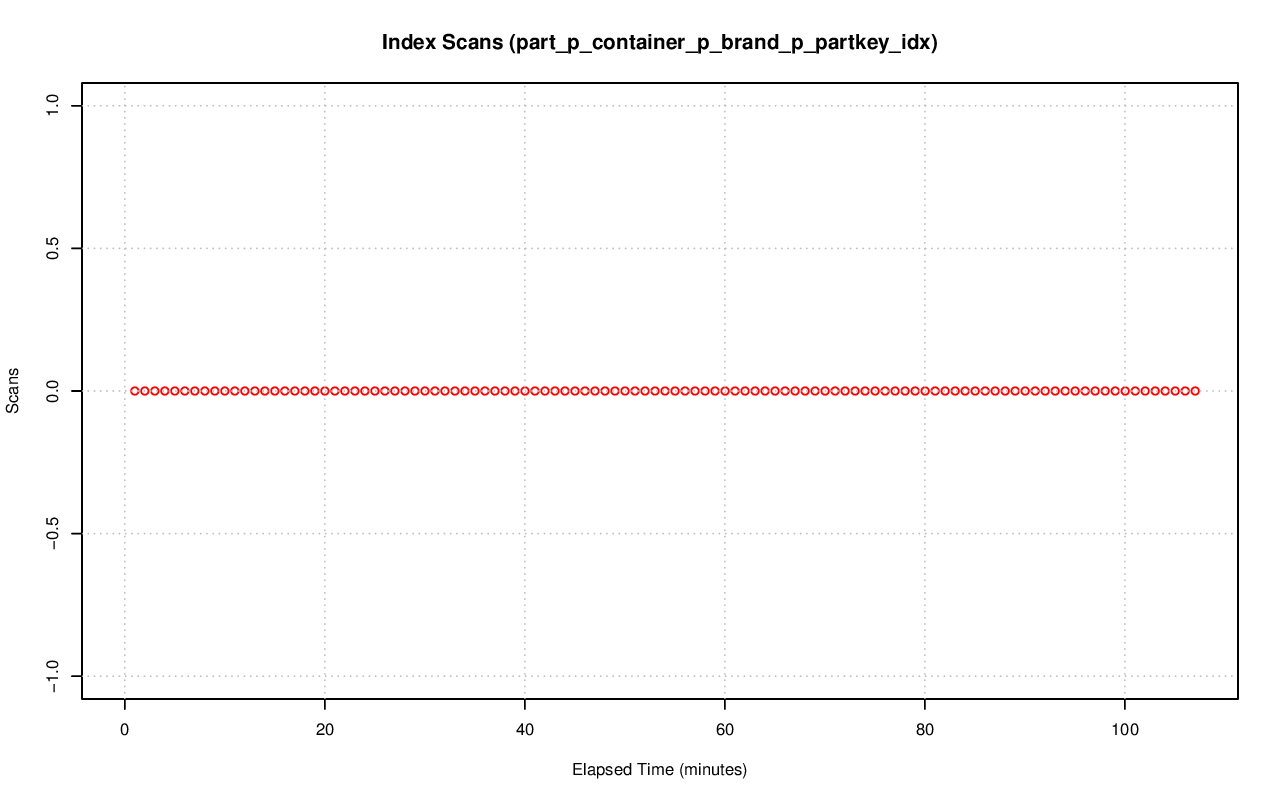 Index Scans (part_p_container_p_brand_p_partkey_idx)
1.0
0.5
0.0
−0.5
−1.0
Scans
0 20 40 60 80 100
Elapsed Time (minutes)